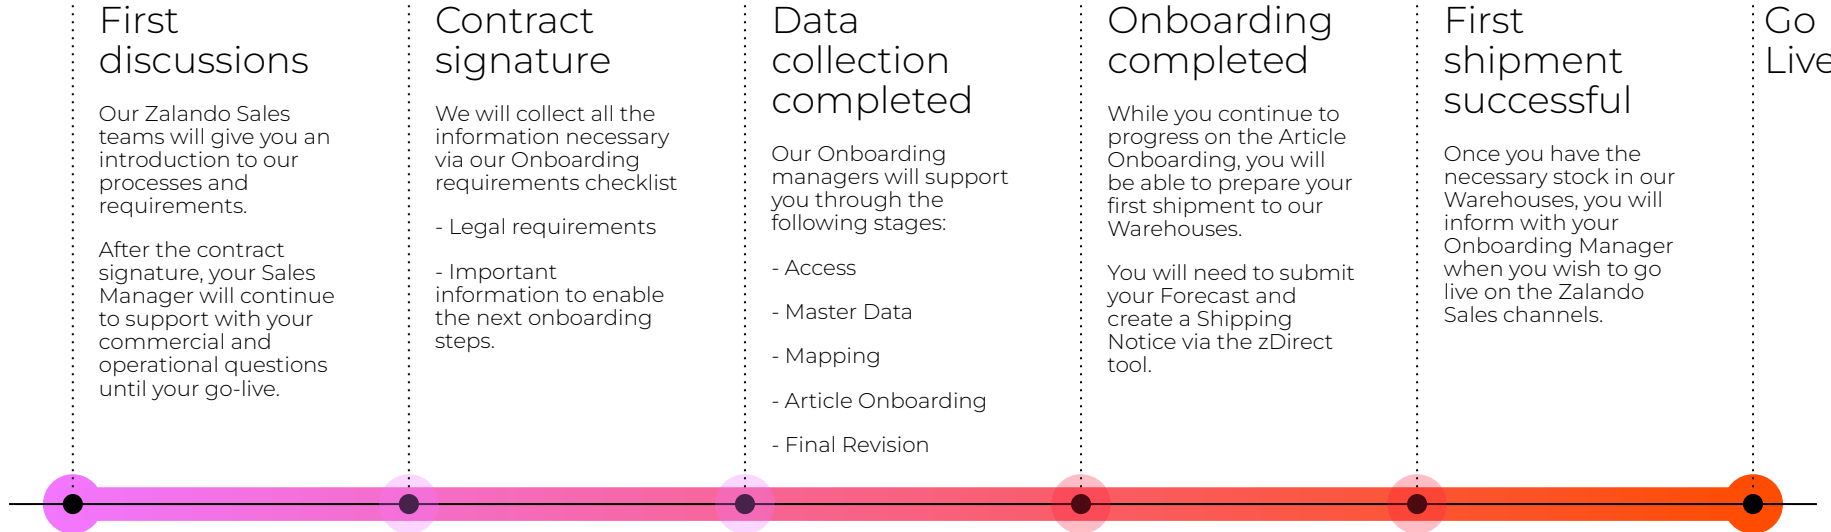 First
discussions
Our Zalando Sales
teams will give you an
introduction to our
processes and
requirements.
After the contract
signature, your Sales
Manager will continue
to support with your
commercial and
operational questions
until your go-live.
Contract
signature
We will collect all the
information necessary
via our Onboarding
requirements checklist
- Legal requirements
- Important
information to enable
the next onboarding
steps.
Data
collection
completed
Our Onboarding
managers will support
you through the
following stages:
- Access
- Master Data
- Mapping
- Article Onboarding
- Final Revision
Onboarding
completed
While you continue to
progress on the Article
Onboarding, you will
be able to prepare your
first shipment to our
Warehouses.
You will need to submit
your Forecast and
create a Shipping
Notice via the zDirect
tool.
First
shipment
successful
Once you have the
necessary stock in our
Warehouses, you will
inform with your
Onboarding Manager
when you wish to go
live on the Zalando
Sales channels.
Go
Live